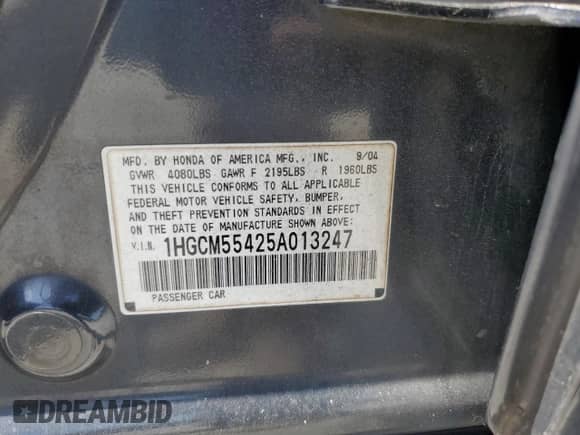 MFD. BY HONDA OF AMERICA MFG., INC. 9/04
GVWR 4080LBS GAWR F 2195LBS R 1960LBS
THIS VEHICLE CONFORMS TO ALL APPLICABLE
FEDERAL MOTOR VEHICLE SAFETY, BUMPER,
AND THEFT PREVENTION STANDARDS IN EFFECT
ON THE DATE OF MANUFACTURE SHOWN ABOVE:
V.I.N. 1HGCM55425A013247
PASSENGER CAR
DREAMBID